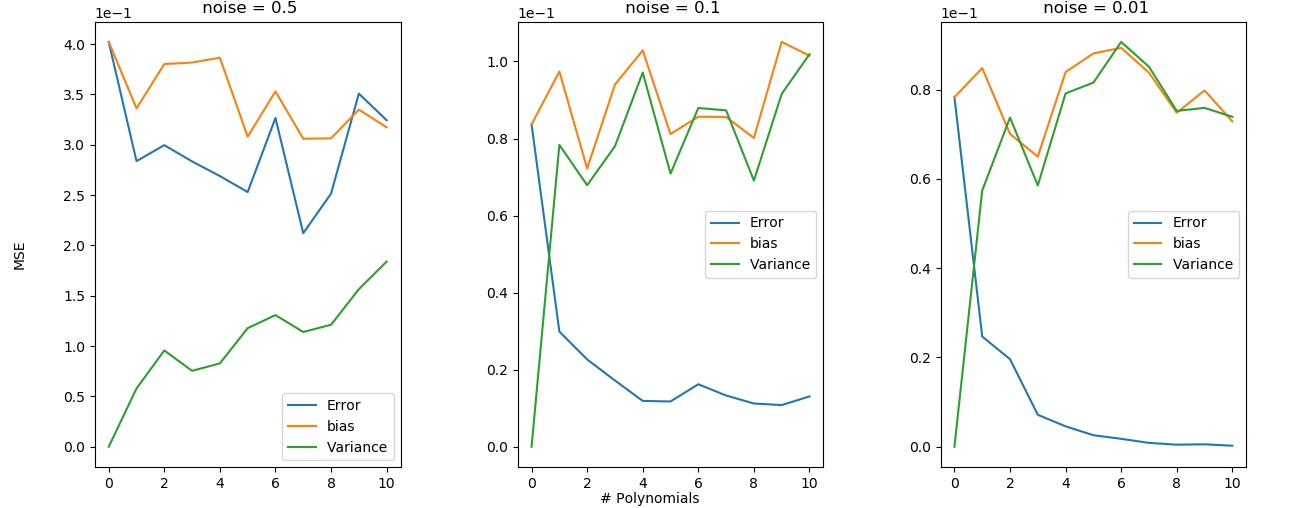 noise = 0.5
1e−1
4.0
3.5
3.0
2.5
2.0
1.5
1.0
0.5
0.0
MSE
0 2 4 6 8 10
Error
bias
Variance
noise = 0.1
1e−1
1.0
0.8
0.6
0.4
0.2
0.0
0 2 4 6 8 10
# Polynomials
Error
bias
Variance
noise = 0.01
1e−1
0.8
0.6
0.4
0.2
0.0
0 2 4 6 8 10
Error
bias
Variance